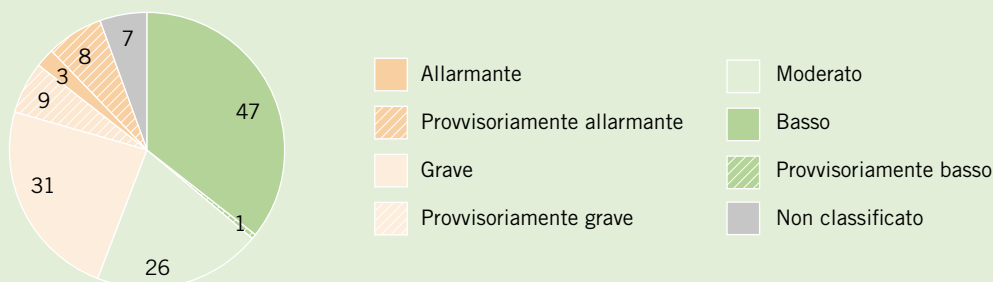 7
8
3
9
47
31
1
26
Allarmante
Provvisoriamente allarmante
Grave
Provvisoriamente grave
Moderato
Basso
Provvisoriamente basso
Non classificato